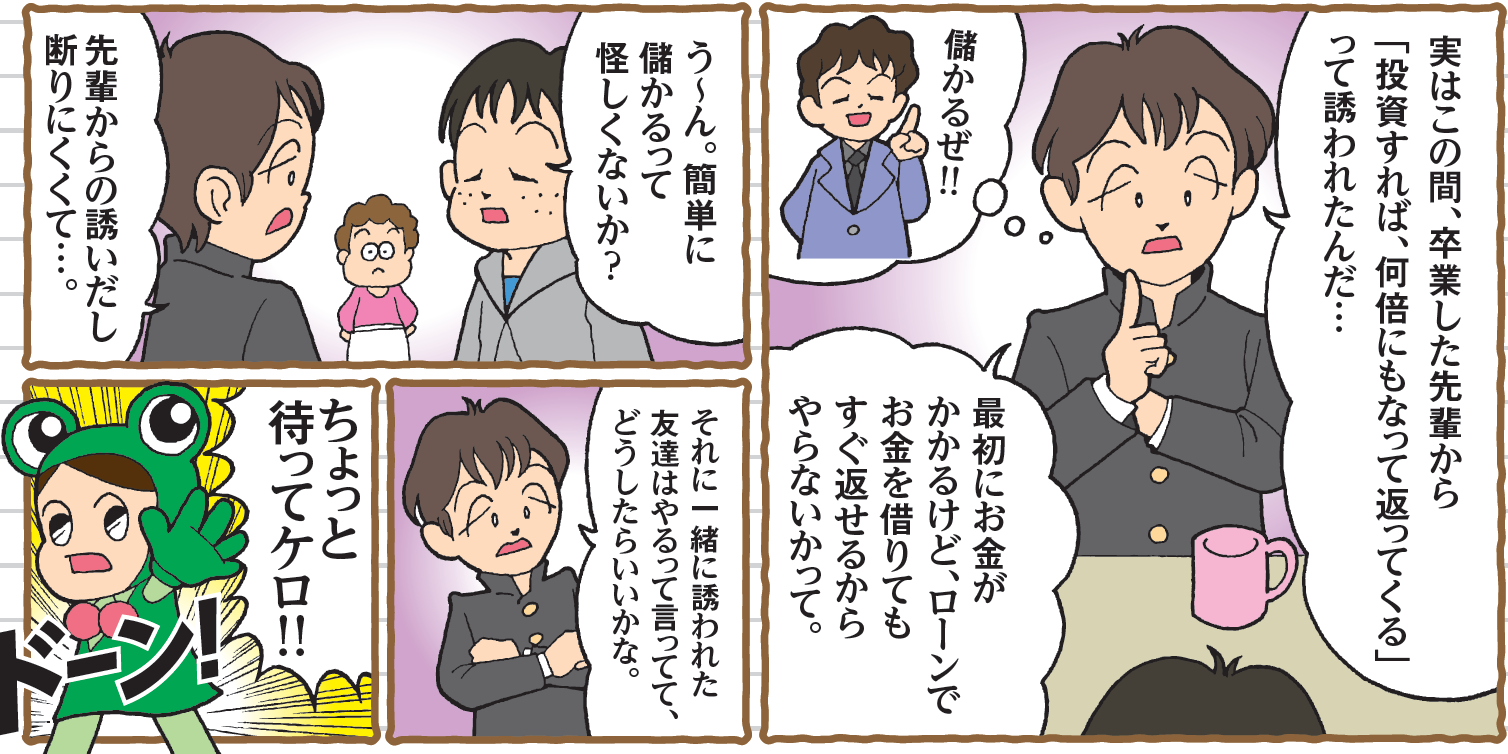 実はこの間、卒業した先輩から
「投資すれば、何倍にもなって返ってくる」
って誘われたんだ…
儲かるぜ!!
最初にお金が
かかるけど、ローンで
お金を借りても
すぐ返せるから
やらないかって。
う～ん。簡単に
儲かるって
怪しくないか？
先輩からの誘いだし
断りにくくて…。
それに一緒に誘われた
友達はやるって言ってて、
どうしたらいいかな。
ちょっと
待ってケロ!!
ドーン!